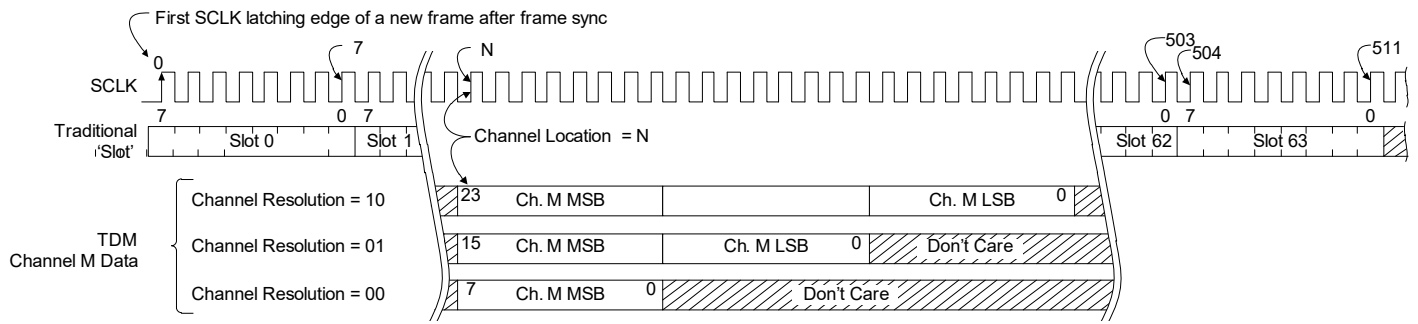 First SCLK latching edge of a new frame after frame sync
0 7 N 503 504 511
SCLK
7 0 7 0 7 0
Traditional 'Slot' Slot 0 Slot 1 Channel Location = N Slot 62 Slot 63
Channel Resolution = 10 23 Ch. M MSB Ch. M LSB 0
TDM Channel M Data
Channel Resolution = 01 15 Ch. M MSB Ch. M LSB 0 Don't Care
Channel Resolution = 00 7 Ch. M MSB 0 Don't Care